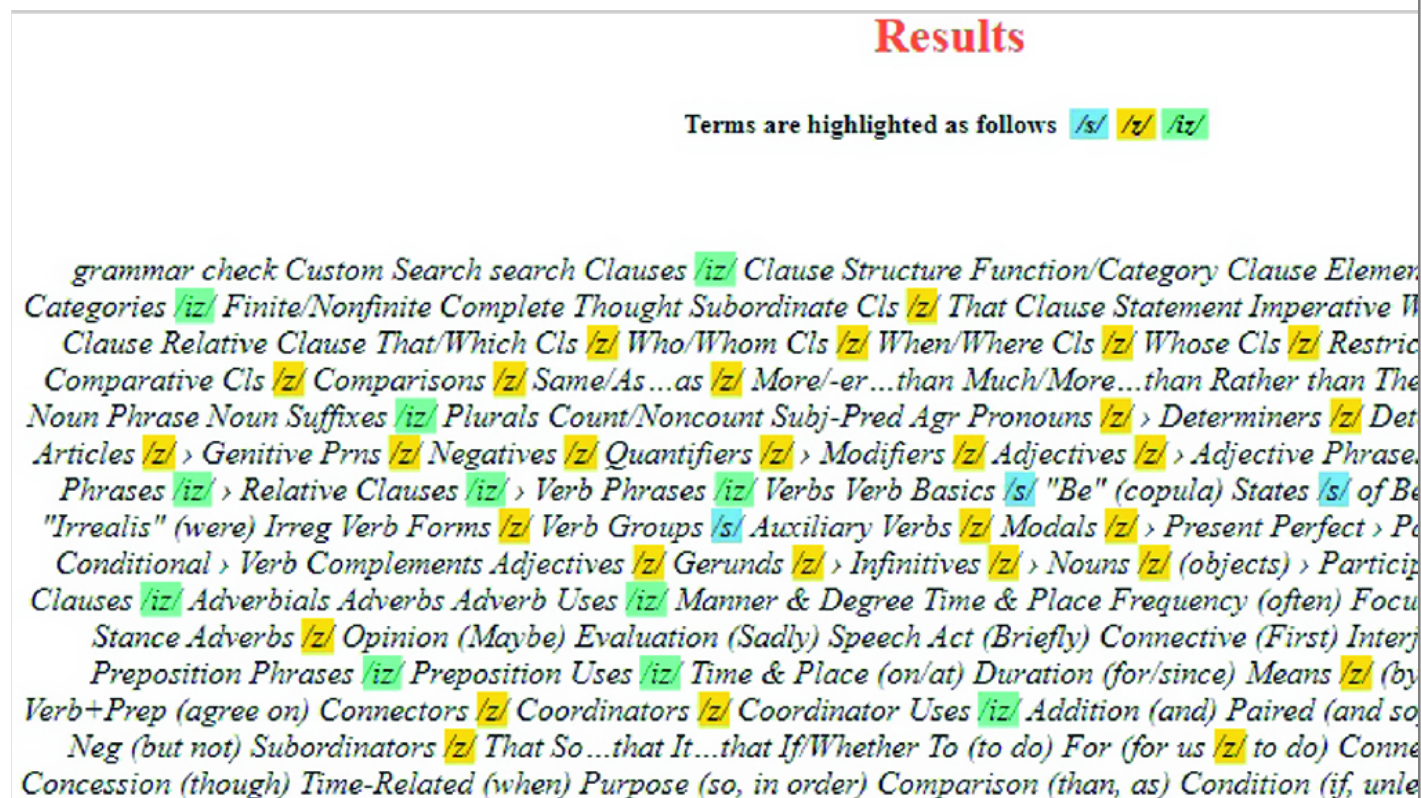 Results
Terms are highlighted as follows /s/ /z/ /iz/
grammar check Custom Search search Clauses /iz/ Clause Structure Function/Category Clause Elemen
Categories /iz/ Finite/Nonfinite Complete Thought Subordinate Cls /z/ That Clause Statement Imperative W
Clause Relative Clause That/Which Cls /z/ Who/Whom Cls /z/ When/Where Cls /z/ Whose Cls /z/ Restric
Comparative Cls /z/ Comparisons /z/ Same/As...as /z/ More/-er...than Much/More...than Rather than The
Noun Phrase Noun Suffixes /iz/ Plurals Count/Noncount Subj-Pred Agr Pronouns /z/ › Determiners /z/ Det
Articles /z/ › Genitive Prns /z/ Negatives /z/ Quantifiers /z/ › Modifiers /z/ Adjectives /z/ › Adjective Phrase
Phrases /iz/ › Relative Clauses /iz/ › Verb Phrases /iz/ Verbs Verb Basics /s/ "Be" (copula) States /s/ of Be
"Irrealis" (were) Irreg Verb Forms /z/ Verb Groups /s/ Auxiliary Verbs /z/ Modals /z/ › Present Perfect › Pa
Conditional › Verb Complements Adjectives /z/ Gerunds /z/ › Infinitives /z/ › Nouns /z/ (objects) › Particip
Clauses /iz/ Adverbials Adverbs Adverb Uses /iz/ Manner & Degree Time & Place Frequency (often) Focu
Stance Adverbs /z/ Opinion (Maybe) Evaluation (Sadly) Speech Act (Briefly) Connective (First) Interj
Preposition Phrases /iz/ Preposition Uses /iz/ Time & Place (on/at) Duration (for/since) Means /z/ (by
Verb+Prep (agree on) Connectors /z/ Coordinators /z/ Coordinator Uses /iz/ Addition (and) Paired (and so
Neg (but not) Subordinators /z/ That So...that It...that If/Whether To (to do) For (for us /z/ to do) Conne
Concession (though) Time-Related (when) Purpose (so, in order) Comparison (than, as) Condition (if, unle